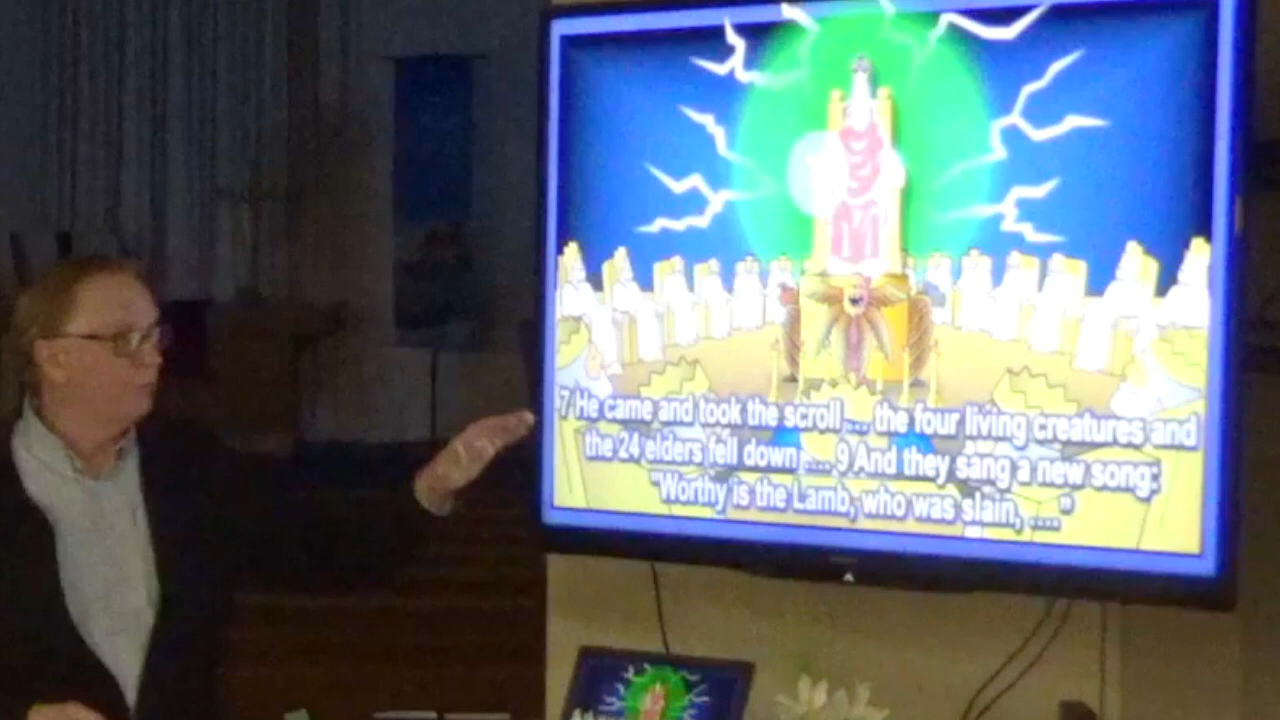 7 He came and took the scroll .... the four living creatures and
the 24 elders fell down, .... 9 And they sang a new song:
"Worthy is the Lamb, who was slain, ...."